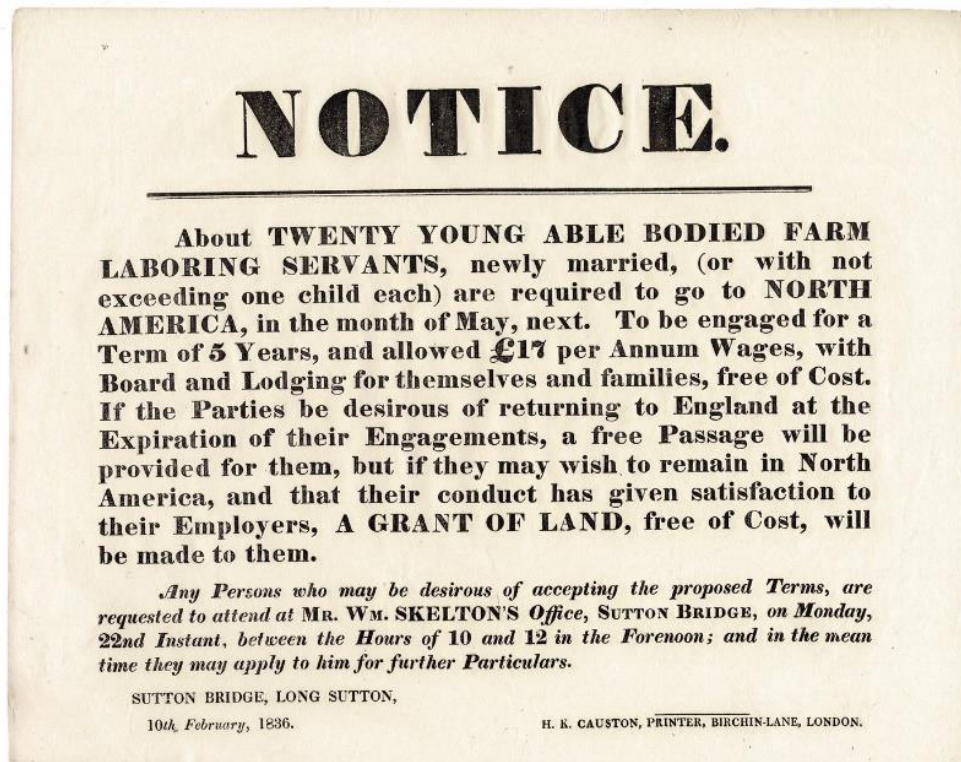 NOTICE.
About TWENTY YOUNG ABLE BODIED FARM
LABORING SERVANTS, newly married, (or with not
exceeding one child each) are required to go to NORTH
AMERICA, in the month of May, next. To be engaged for a
Term of 5 Years, and allowed £17 per Annum Wages, with
Board and Lodging for themselves and families, free of Cost.
If the Parties be desirous of returning to England at the
Expiration of their Engagements, a free Passage will be
provided for them, but if they may wish to remain in North
America, and that their conduct has given satisfaction to
their Employers, A GRANT OF LAND, free of Cost, will
be made to them.
Any Persons who may be desirous of accepting the proposed Terms, are
requested to attend at MR. WM. SKELTON'S Office, SUTTON BRIDGE, on Monday,
22nd Instant, between the Hours of 10 and 12 in the Forenoon; and in the mean
time they may apply to him for further Particulars.
SUTTON BRIDGE, LONG SUTTON,
10th February, 1836.
H. K. CAUSTON, PRINTER, BIRCHIN-LANE, LONDON.